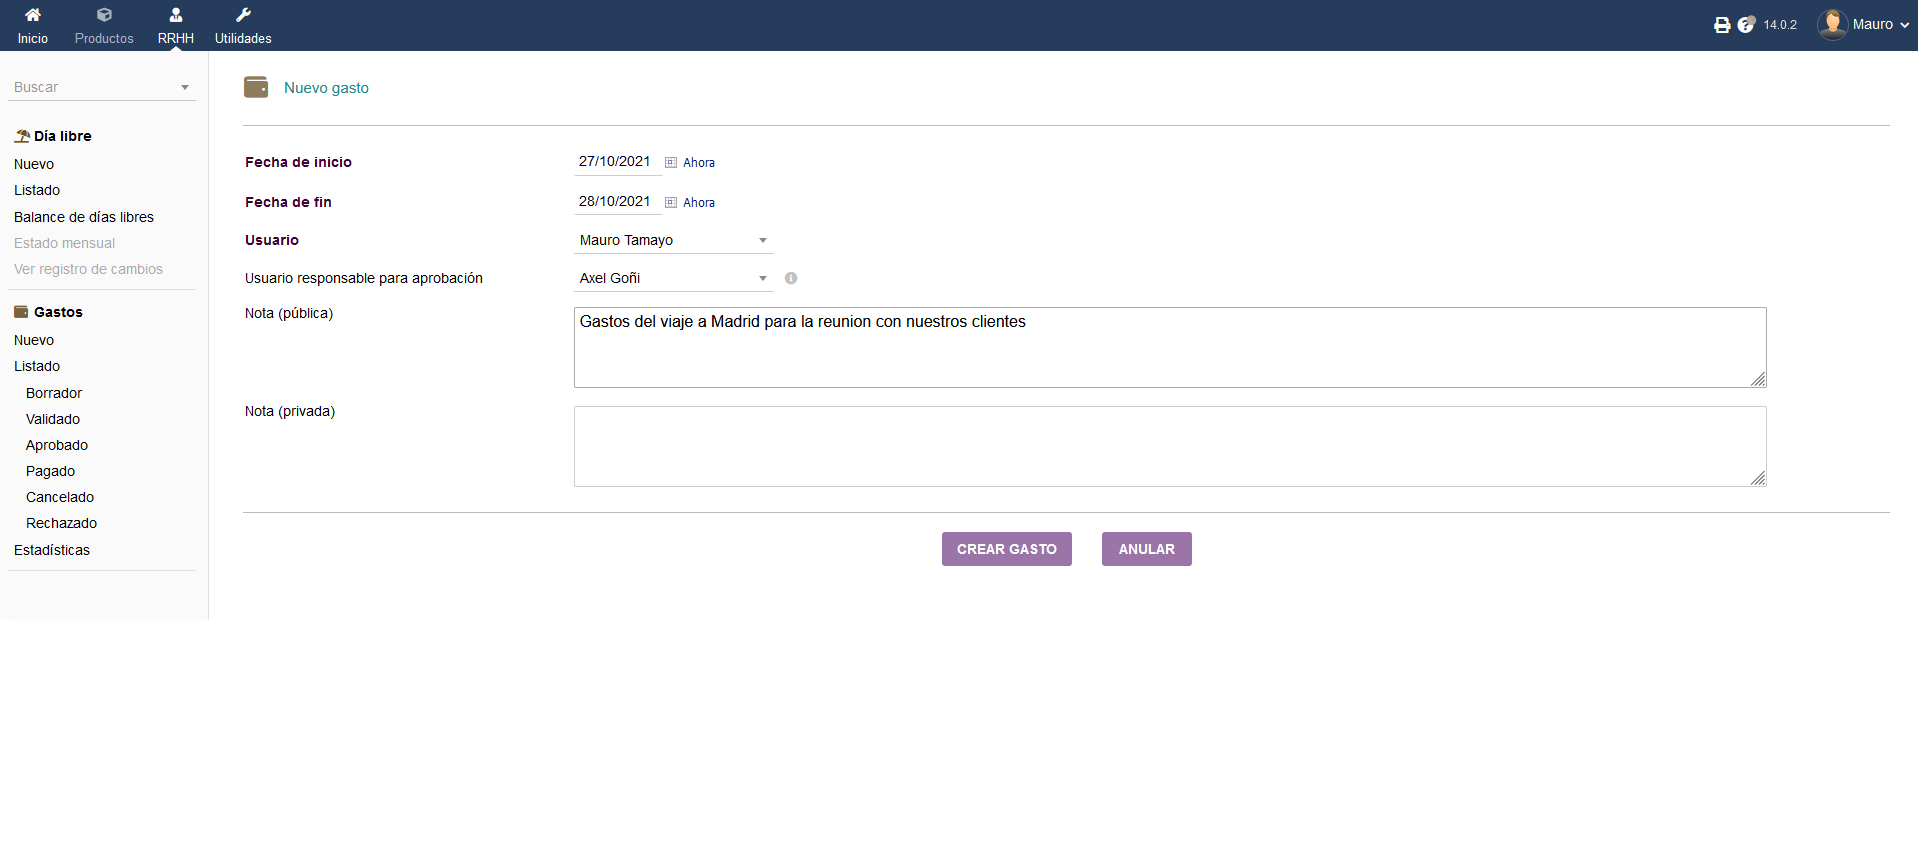 Inicio Productos RRHH Utilidades 14.0.2 Mauro
Buscar
Día libre
Nuevo
Listado
Balance de días libres
Estado mensual
Ver registro de cambios
Gastos
Nuevo
Listado
Borrador
Validado
Aprobado
Pagado
Cancelado
Rechazado
Estadísticas
Nuevo gasto
Fecha de inicio 27/10/2021 Ahora
Fecha de fin 28/10/2021 Ahora
Usuario Mauro Tamayo
Usuario responsable para aprobación Axel Goñi
Nota (pública) Gastos del viaje a Madrid para la reunion con nuestros clientes
Nota (privada)
CREAR GASTO ANULAR